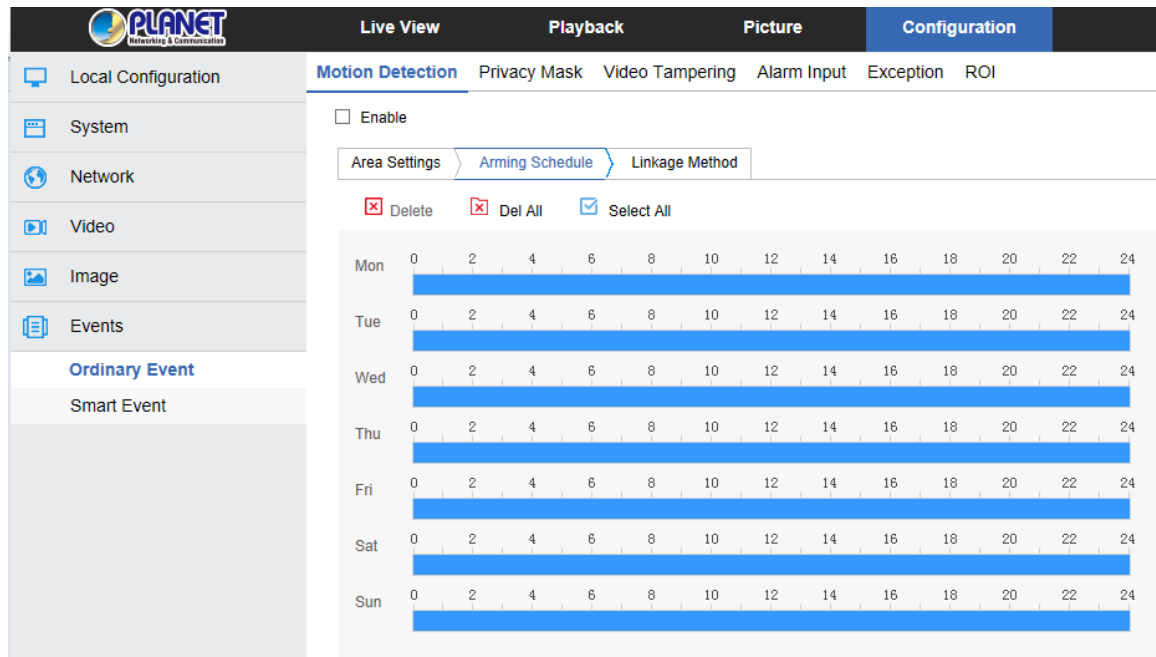 PLANET
Networking & Communication
Live View Playback Picture Configuration
Local Configuration
System
Network
Video
Image
Events
Ordinary Event
Smart Event
Motion Detection Privacy Mask Video Tampering Alarm Input Exception ROI
Enable
Area Settings Arming Schedule Linkage Method
Delete Del All Select All
Mon 0 2 4 6 8 10 12 14 16 18 20 22 24
Tue 0 2 4 6 8 10 12 14 16 18 20 22 24
Wed 0 2 4 6 8 10 12 14 16 18 20 22 24
Thu 0 2 4 6 8 10 12 14 16 18 20 22 24
Fri 0 2 4 6 8 10 12 14 16 18 20 22 24
Sat 0 2 4 6 8 10 12 14 16 18 20 22 24
Sun 0 2 4 6 8 10 12 14 16 18 20 22 24